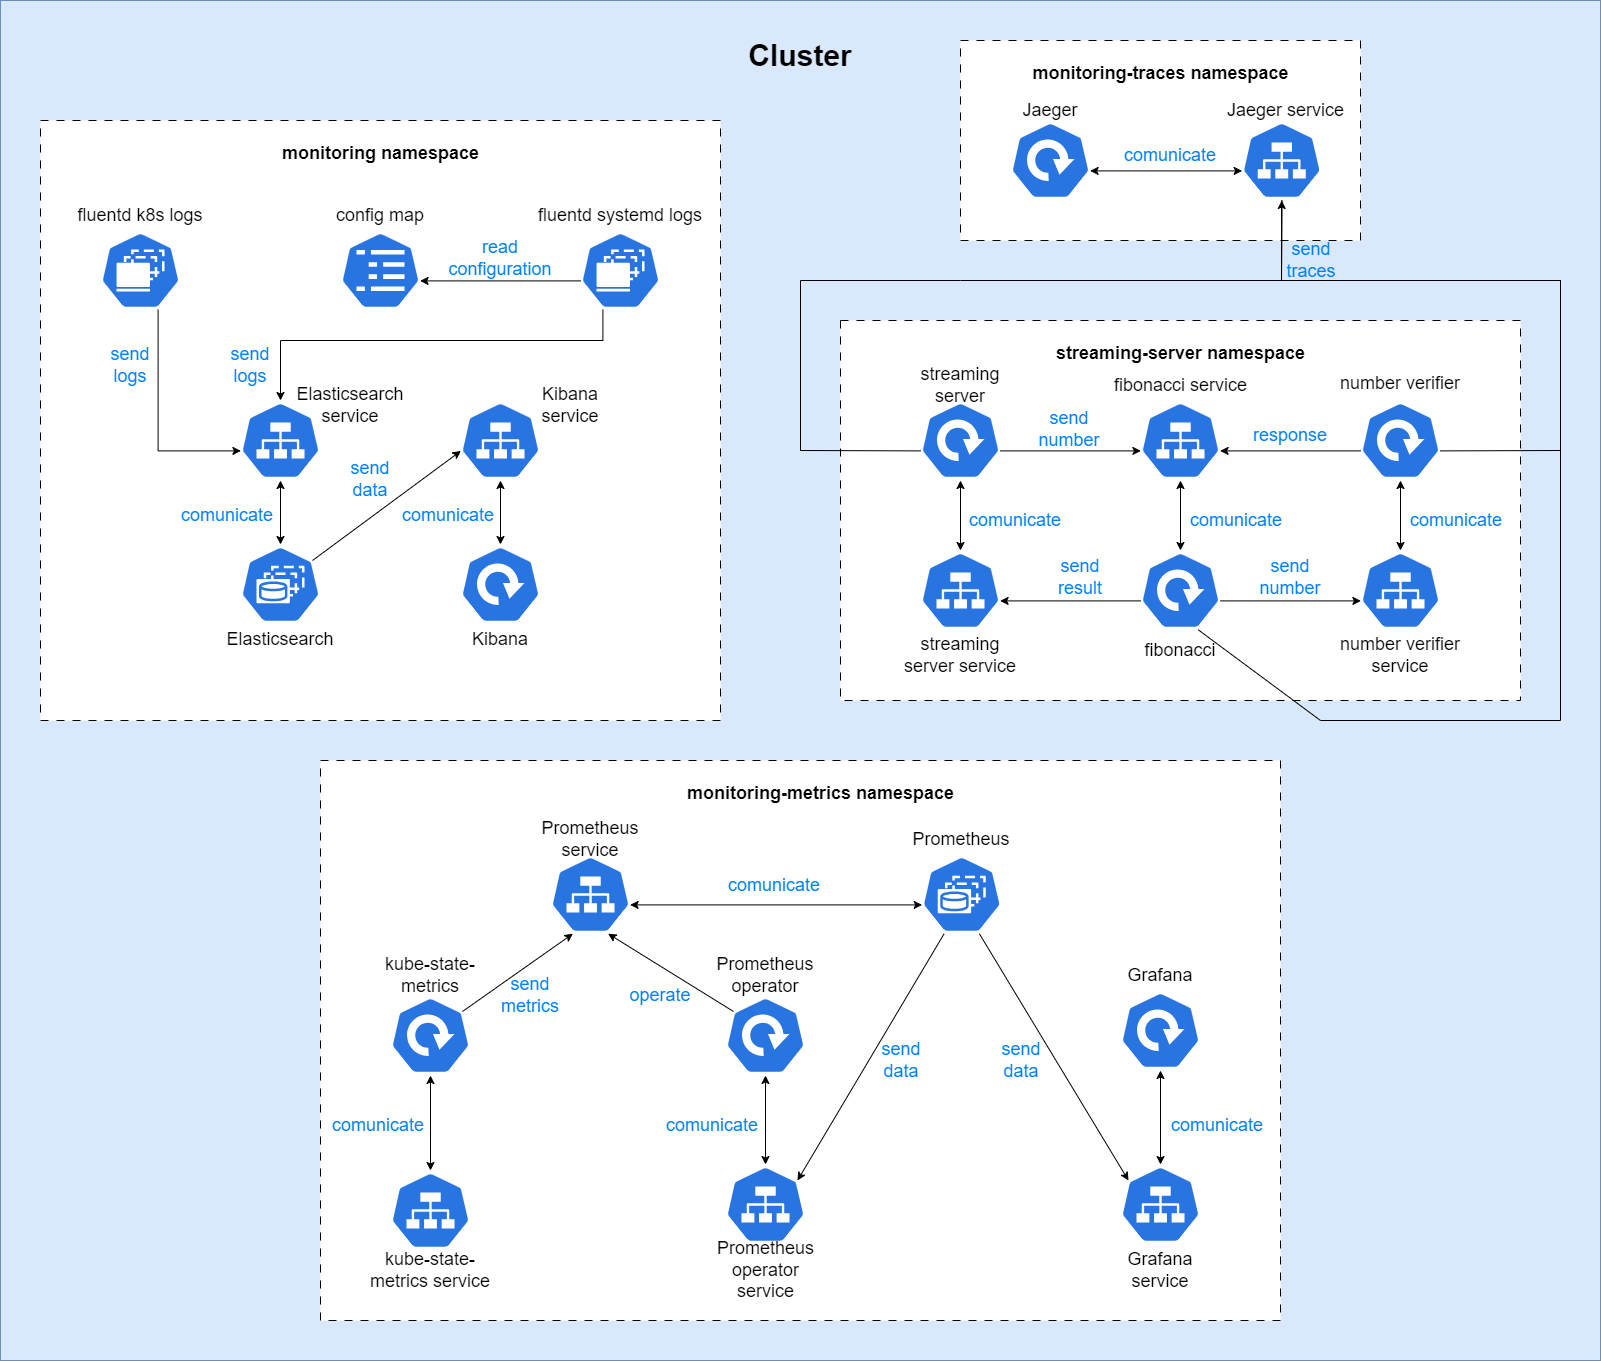 Cluster
monitoring-traces namespace
Jaeger
Jaeger service
comunicate
send
traces
monitoring namespace
fluentd k8s logs
config map
fluentd systemd logs
read
configuration
send
logs
send
logs
Elasticsearch
service
Kibana
service
send
data
comunicate
comunicate
Elasticsearch
Kibana
streaming-server namespace
streaming
server
fibonacci service
number verifier
send
number
response
comunicate
comunicate
comunicate
send
result
send
number
streaming
server service
fibonacci
number verifier
service
monitoring-metrics namespace
Prometheus
service
Prometheus
comunicate
kube-state-
metrics
send
metrics
operate
Prometheus
operator
Grafana
send
data
send
data
comunicate
comunicate
comunicate
kube-state-
metrics service
Prometheus
operator
service
Grafana
service